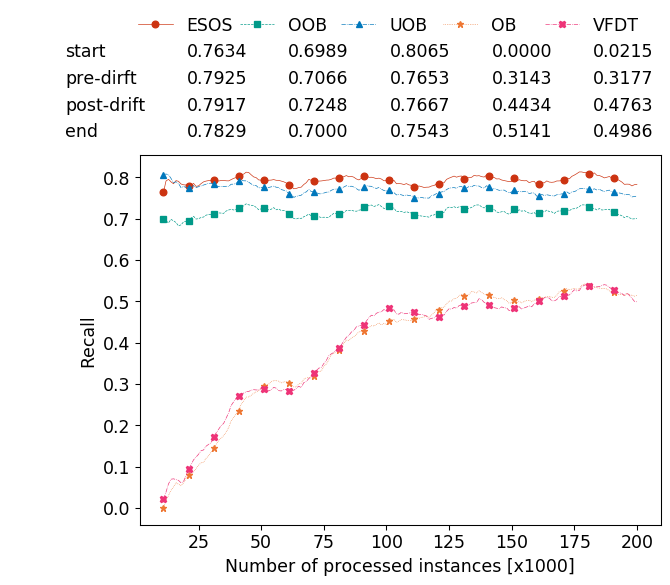 ESOS OOB UOB OB VFDT
start 0.7634 0.6989 0.8065 0.0000 0.0215
pre-dirft 0.7925 0.7066 0.7653 0.3143 0.3177
post-drift 0.7917 0.7248 0.7667 0.4434 0.4763
end 0.7829 0.7000 0.7543 0.5141 0.4986
0.8
0.7
0.6
0.5
0.4
0.3
0.2
0.1
0.0
Recall
25 50 75 100 125 150 175 200
Number of processed instances [x1000]